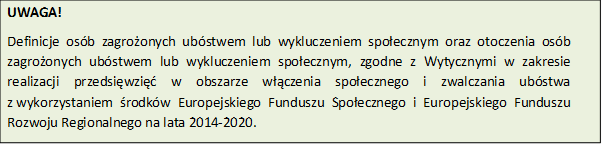 UWAGA!
Definicje osób zagrożonych ubóstwem lub wykluczeniem społecznym oraz otoczenia osób
zagrożonych ubóstwem lub wykluczeniem społecznym, zgodne z Wytycznymi w zakresie
realizacji przedsięwzięć w obszarze włączenia społecznego i zwalczania ubóstwa
z wykorzystaniem środków Europejskiego Funduszu Społecznego i Europejskiego Funduszu
Rozwoju Regionalnego na lata 2014-2020.